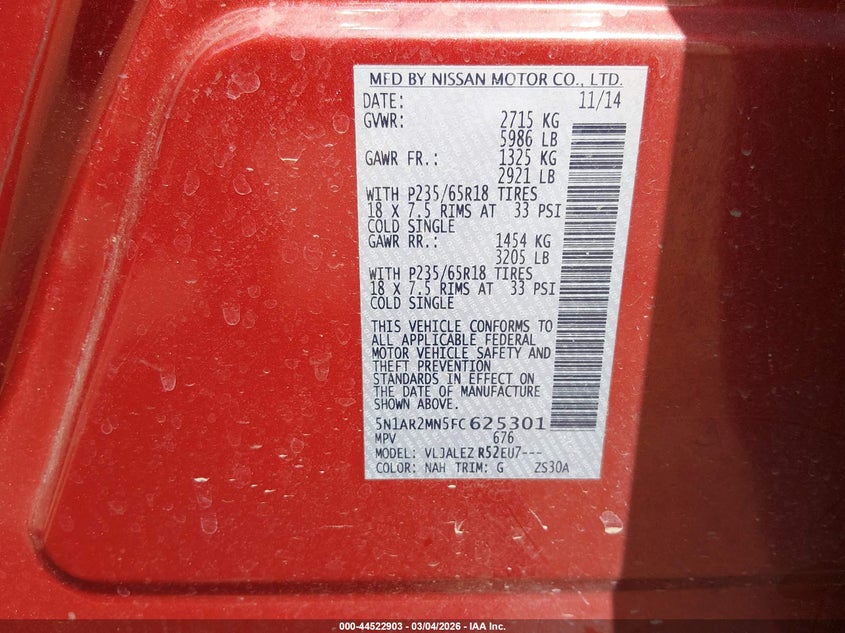 MFD BY NISSAN MOTOR CO., LTD.
DATE: 11/14
GVWR: 2715 KG
5986 LB
GAWR FR.: 1325 KG
2921 LB
WITH P235/65R18 TIRES
18 X 7.5 RIMS AT 33 PSI
COLD SINGLE
GAWR RR.: 1454 KG
3205 LB
WITH P235/65R18 TIRES
18 X 7.5 RIMS AT 33 PSI
COLD SINGLE
THIS VEHICLE CONFORMS TO
ALL APPLICABLE FEDERAL
MOTOR VEHICLE SAFETY AND
THEFT PREVENTION
STANDARDS IN EFFECT ON
THE DATE OF MANUFACTURE
SHOWN ABOVE.
5N1AR2MN5FC625301
MPV 676
MODEL: VLJALEZ R52EU7---
COLOR: NAH TRIM: G ZS30A
000-44522903 — 03/04/2026 — IAA Inc.